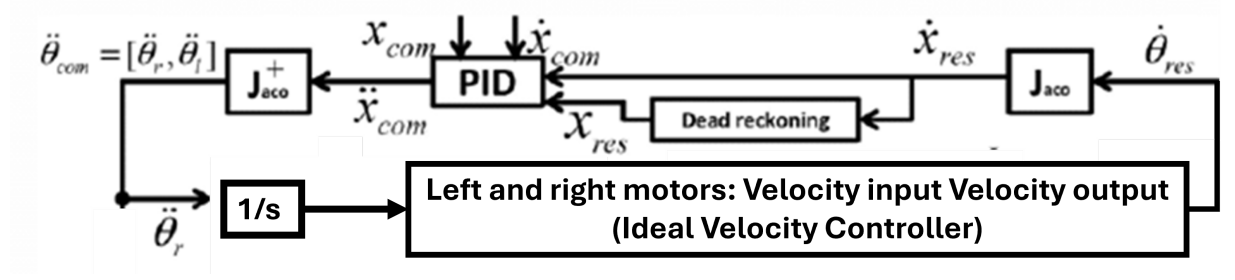 θ̈com = [θ̈r, θ̈l]
J⁺aco
xcom
ẋcom
PID
ẍcom
xres
Dead reckoning
ẋres
Jaco
θ̇res
θ̈r
1/s
Left and right motors: Velocity input Velocity output
(Ideal Velocity Controller)